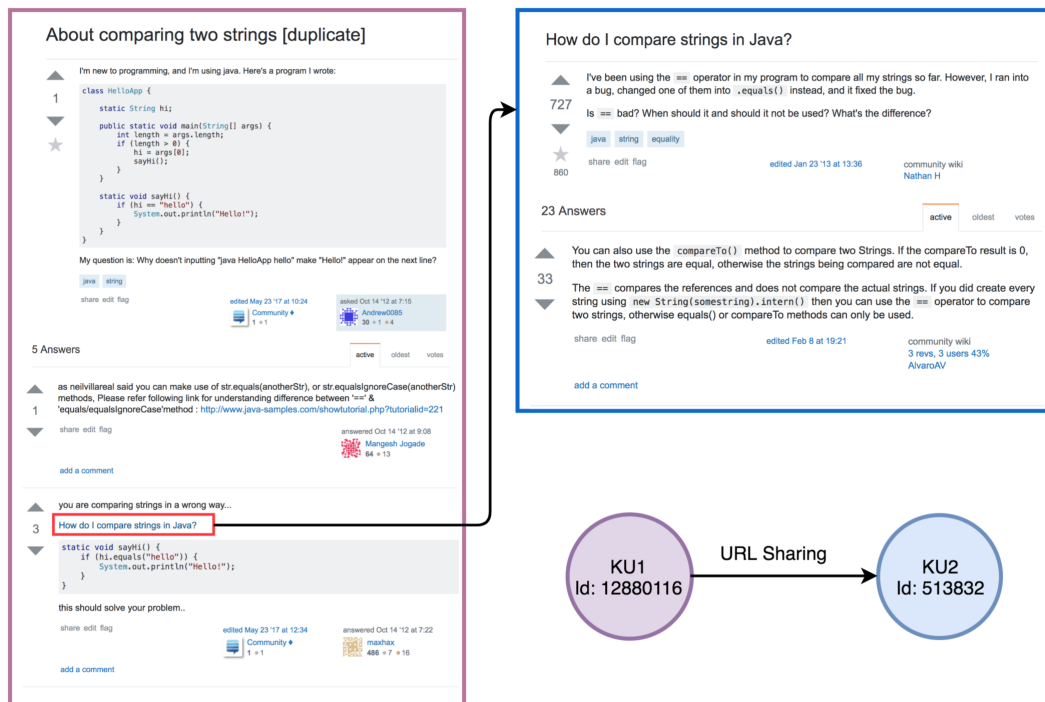 About comparing two strings [duplicate]
I'm new to programming, and I'm using java. Here's a program I wrote:
1
class HelloApp {
static String hi;
public static void main(String[] args) {
int length = args.length;
if (length > 0) {
hi = args[0];
sayHi();
}
}
static void sayHi() {
if (hi == "hello") {
System.out.println("Hello!");
}
}
}
My question is: Why doesn't inputting "java HelloApp hello" make "Hello!" appear on the next line?
java string
share edit flag
edited May 23 '17 at 10:24
Community ♦
1 ●1
asked Oct 14 '12 at 7:15
Andrew0085
30 ●1 ●4
5 Answers
active oldest votes
as neilvillareal said you can make use of str.equals(anotherStr), or str.equalsIgnoreCase(anotherStr)
methods, Please refer following link for understanding difference between '==' &
'equals/equalsIgnoreCase'method : http://www.java-samples.com/showtutorial.php?tutorialid=221
1
share edit flag
answered Oct 14 '12 at 9:08
Mangesh Jogade
64 ●13
add a comment
you are comparing strings in a wrong way...
3
How do I compare strings in Java?
static void sayHi() {
if (hi.equals("hello")) {
System.out.println("Hello!");
}
}
this should solve your problem..
share edit flag
edited May 23 '17 at 12:34
Community ♦
1 ●1
answered Oct 14 '12 at 7:22
maxhax
486 ●7 ●16
add a comment
How do I compare strings in Java?
I've been using the == operator in my program to compare all my strings so far. However, I ran into
a bug, changed one of them into .equals() instead, and it fixed the bug.
727
Is == bad? When should it and should it not be used? What's the difference?
java string equality
860
share edit flag
edited Jan 23 '13 at 13:36
community wiki
Nathan H
23 Answers
active oldest votes
You can also use the compareTo() method to compare two Strings. If the compareTo result is 0,
then the two strings are equal, otherwise the strings being compared are not equal.
33
The == compares the references and does not compare the actual strings. If you did create every
string using new String(somestring).intern() then you can use the == operator to compare
two strings, otherwise equals() or compareTo methods can only be used.
share edit flag
edited Feb 8 at 19:21
community wiki
3 revs, 3 users 43%
AlvaroAV
add a comment
KU1
Id: 12880116
URL Sharing
KU2
Id: 513832